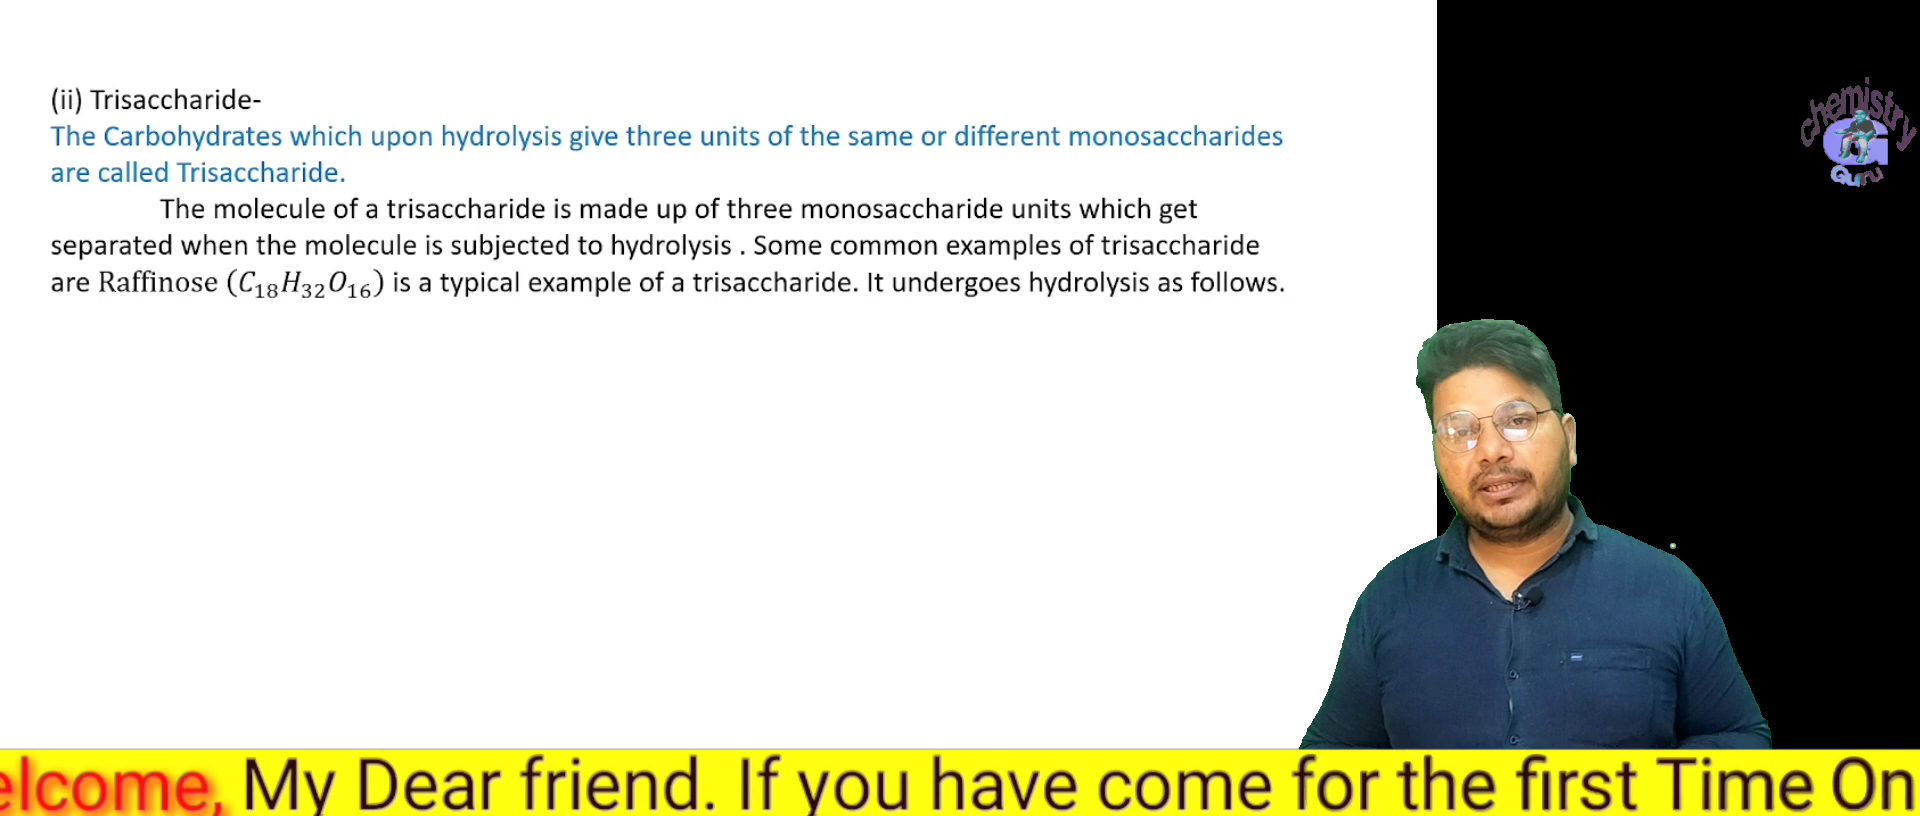 (ii) Trisaccharide-
The Carbohydrates which upon hydrolysis give three units of the same or different monosaccharides
are called Trisaccharide.
The molecule of a trisaccharide is made up of three monosaccharide units which get
separated when the molecule is subjected to hydrolysis . Some common examples of trisaccharide
are Raffinose (C₁₈H₃₂O₁₆) is a typical example of a trisaccharide. It undergoes hydrolysis as follows.
chemistry
G
Guru
elcome, My Dear friend. If you have come for the first Time On